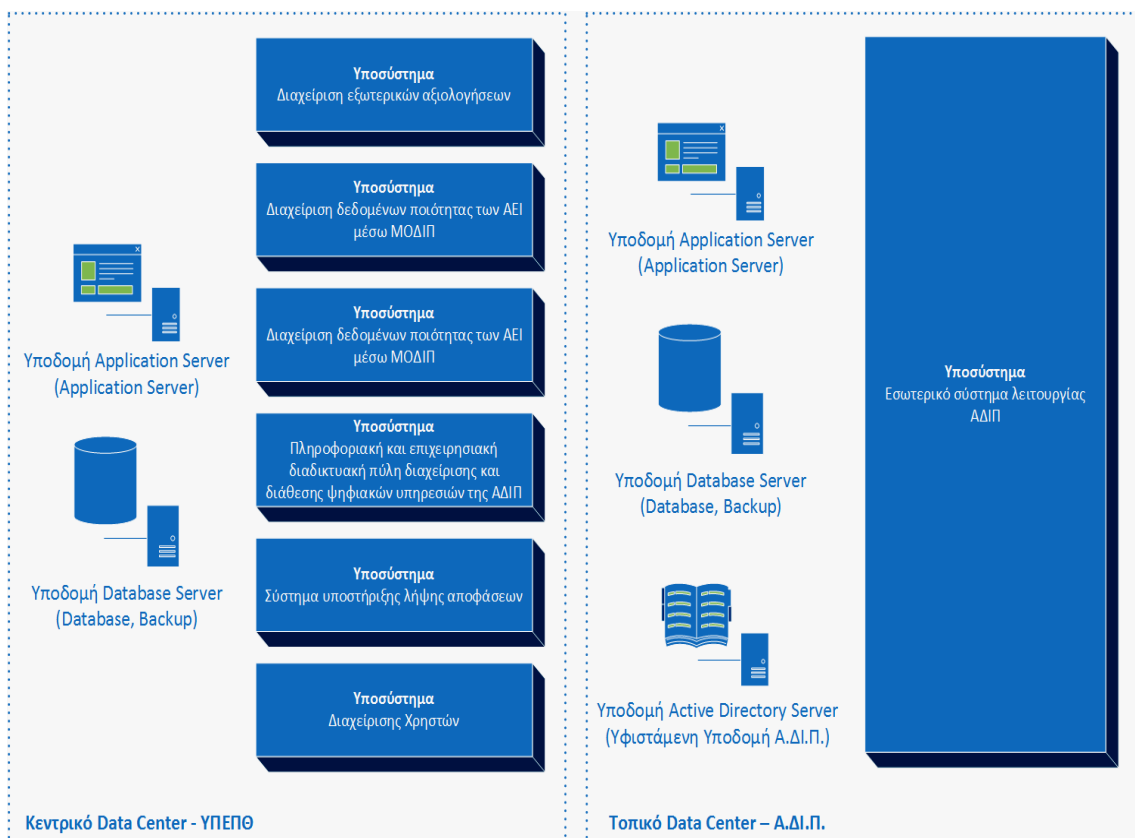 Υποσύστημα
Διαχείριση εξωτερικών αξιολογήσεων
Υποσύστημα
Διαχείριση δεδομένων ποιότητας των ΑΕΙ
μέσω ΜΟΔΙΠ
Υποσύστημα
Διαχείριση δεδομένων ποιότητας των ΑΕΙ
μέσω ΜΟΔΙΠ
Υποσύστημα
Πληροφοριακή και επιχειρησιακή
διαδικτυακή πύλη διαχείρισης και
διάθεσης ψηφιακών υπηρεσιών της ΑΔΙΠ
Υποσύστημα
Σύστημα υποστήριξης λήψης αποφάσεων
Υποσύστημα
Διαχείρισης Χρηστών
Υποδομή Application Server
(Application Server)
Υποδομή Database Server
(Database, Backup)
Κεντρικό Data Center - ΥΠΕΠΘ
Υποδομή Application Server
(Application Server)
Υποδομή Database Server
(Database, Backup)
Υποδομή Active Directory Server
(Υφιστάμενη Υποδομή Α.ΔΙ.Π.)
Υποσύστημα
Εσωτερικό σύστημα λειτουργίας
ΑΔΙΠ
Τοπικό Data Center – Α.ΔΙ.Π.